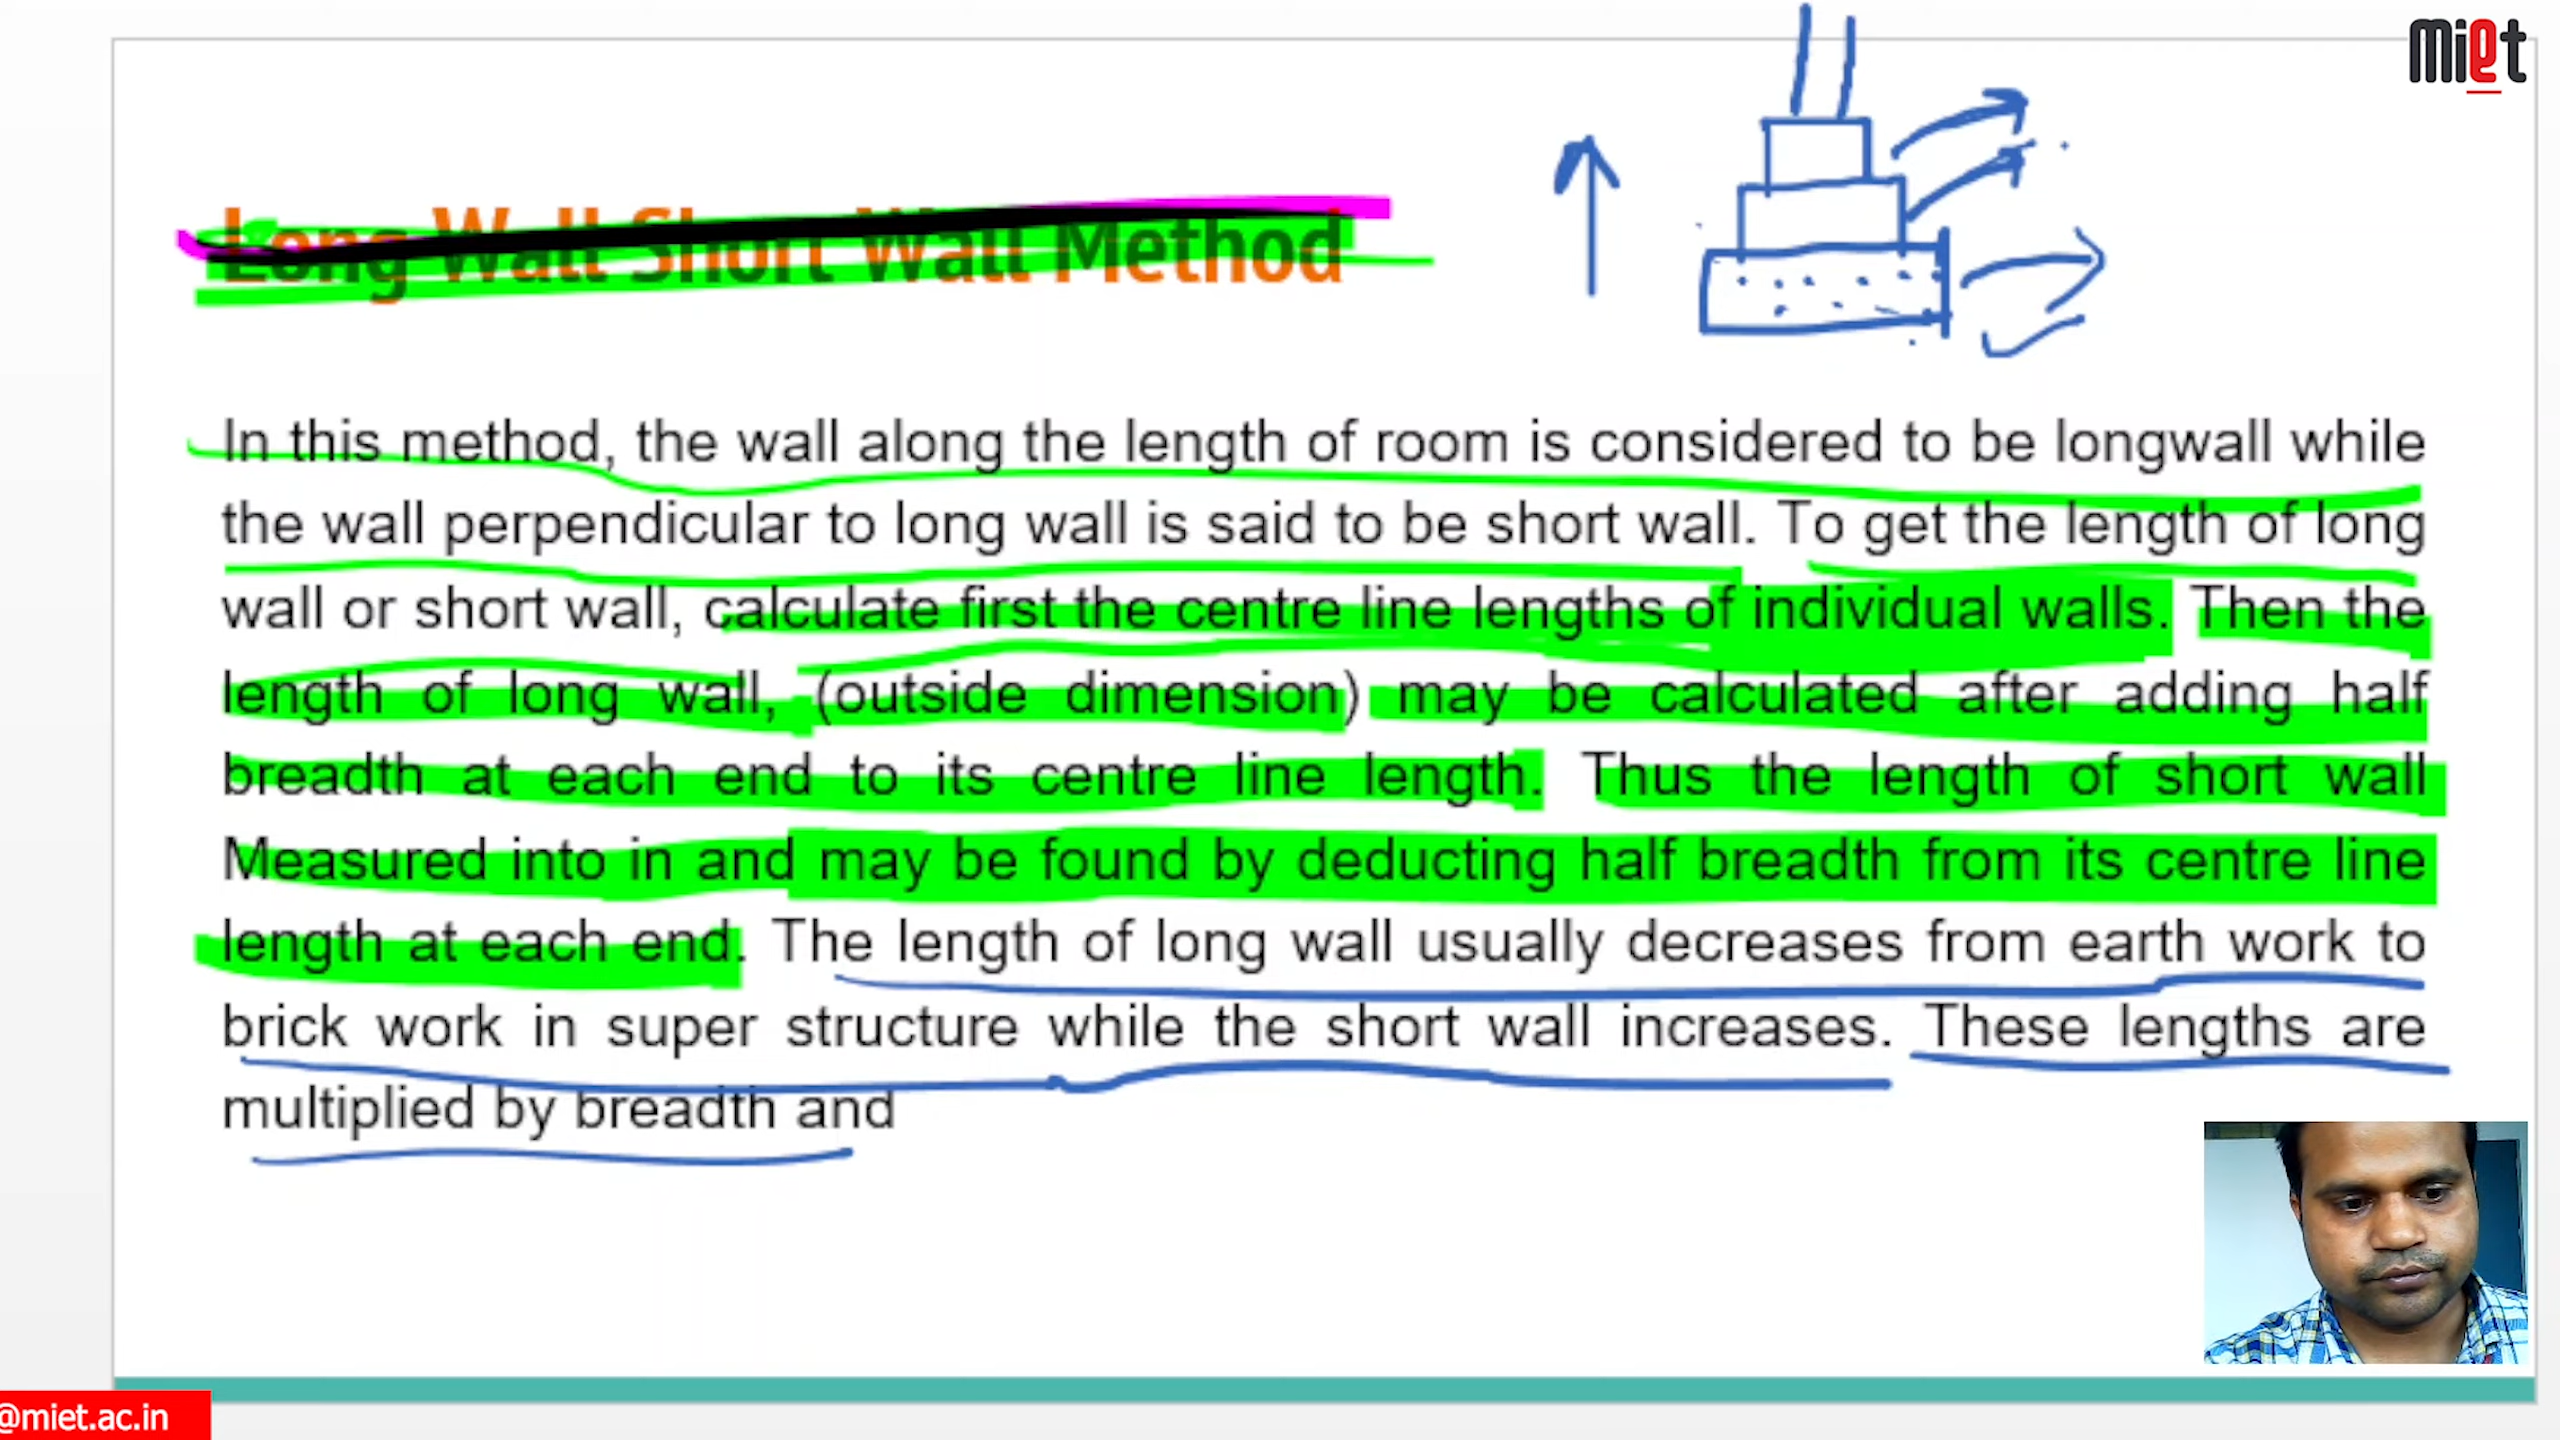 miet
Long Wall Short Wall Method
In this method, the wall along the length of room is considered to be longwall while
the wall perpendicular to long wall is said to be short wall. To get the length of long
wall or short wall, calculate first the centre line lengths of individual walls. Then the
length of long wall, (outside dimension) may be calculated after adding half
breadth at each end to its centre line length. Thus the length of short wall
Measured into in and may be found by deducting half breadth from its centre line
length at each end. The length of long wall usually decreases from earth work to
brick work in super structure while the short wall increases. These lengths are
multiplied by breadth and
@miet.ac.in